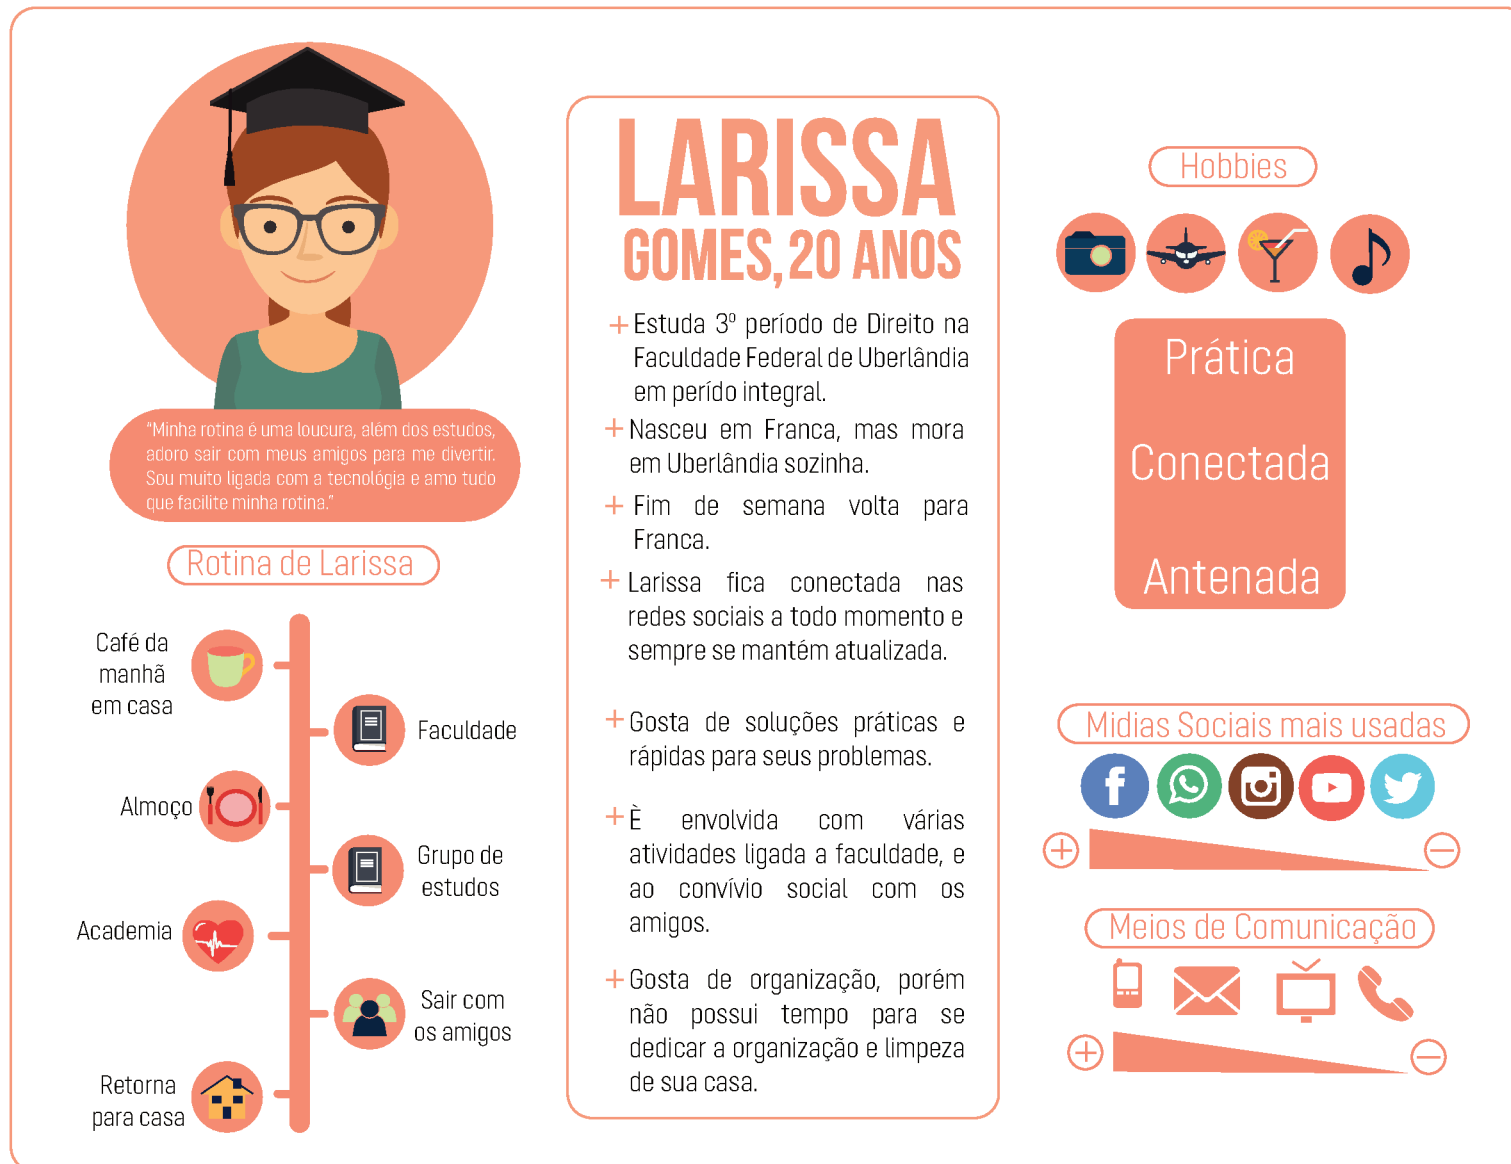 "Minha rotina é uma loucura, além dos estudos,
adoro sair com meus amigos para me divertir.
Sou muito ligada com a tecnológia e amo tudo
que facilite minha rotina."
Rotina de Larissa
Café da
manhã
em casa
Faculdade
Almoço
Grupo de
estudos
Academia
Sair com
os amigos
Retorna
para casa
LARISSA
GOMES, 20 ANOS
+ Estuda 3º período de Direito na
Faculdade Federal de Uberlândia
em perído integral.
+ Nasceu em Franca, mas mora
em Uberlândia sozinha.
+ Fim de semana volta para
Franca.
+ Larissa fica conectada nas
redes sociais a todo momento e
sempre se mantém atualizada.
+ Gosta de soluções práticas e
rápidas para seus problemas.
+ È envolvida com várias
atividades ligada a faculdade, e
ao convívio social com os
amigos.
+ Gosta de organização, porém
não possui tempo para se
dedicar a organização e limpeza
de sua casa.
Hobbies
Prática
Conectada
Antenada
Midias Sociais mais usadas
Meios de Comunicação